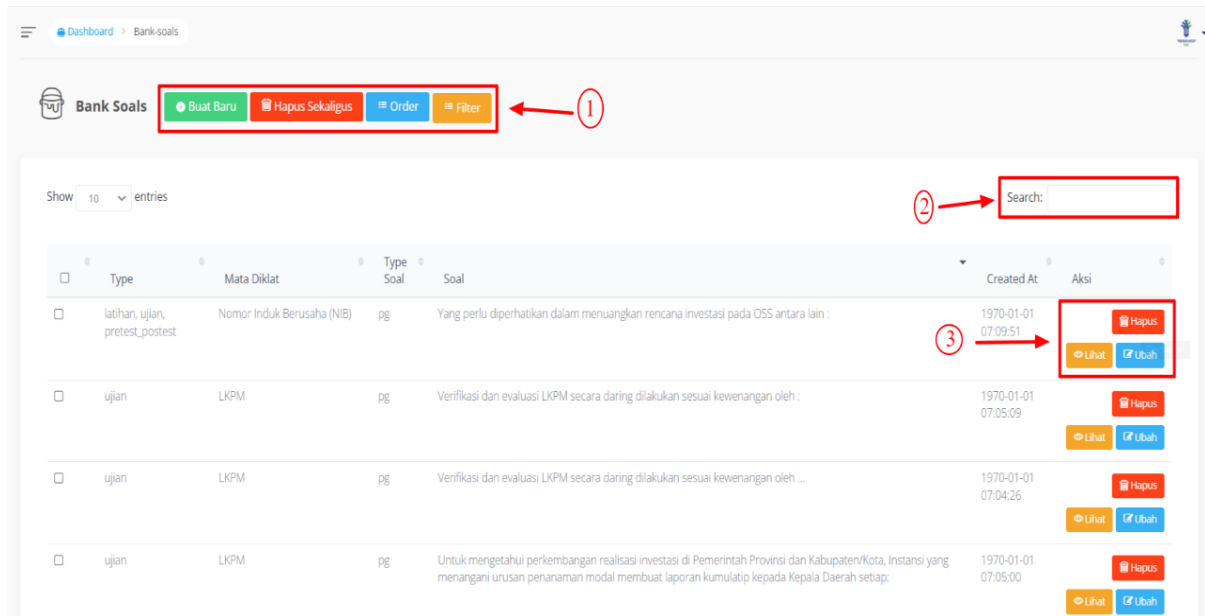 Dashboard > Bank-soals
Bank Soals
Buat Baru
Hapus Sekaligus
Order
Filter
1
Show 10 entries
2
Search:
Type
Mata Diklat
Type Soal
Soal
Created At
Aksi
latihan, ujian,
pretest_postest
Nomor Induk Berusaha (NIB)
pg
Yang perlu diperhatikan dalam menuangkan rencana investasi pada OSS antara lain :
1970-01-01
07:09:51
3
Hapus
Lihat
Ubah
ujian
LKPM
pg
Verifikasi dan evaluasi LKPM secara daring dilakukan sesuai kewenangan oleh :
1970-01-01
07:05:09
Hapus
Lihat
Ubah
ujian
LKPM
pg
Verifikasi dan evaluasi LKPM secara daring dilakukan sesuai kewenangan oleh ...
1970-01-01
07:04:26
Hapus
Lihat
Ubah
ujian
LKPM
pg
Untuk mengetahui perkembangan realisasi investasi di Pemerintah Provinsi dan Kabupaten/Kota, Instansi yang
menangani urusan penanaman modal membuat laporan kumulatip kepada Kepala Daerah setiap:
1970-01-01
07:05:00
Hapus
Lihat
Ubah